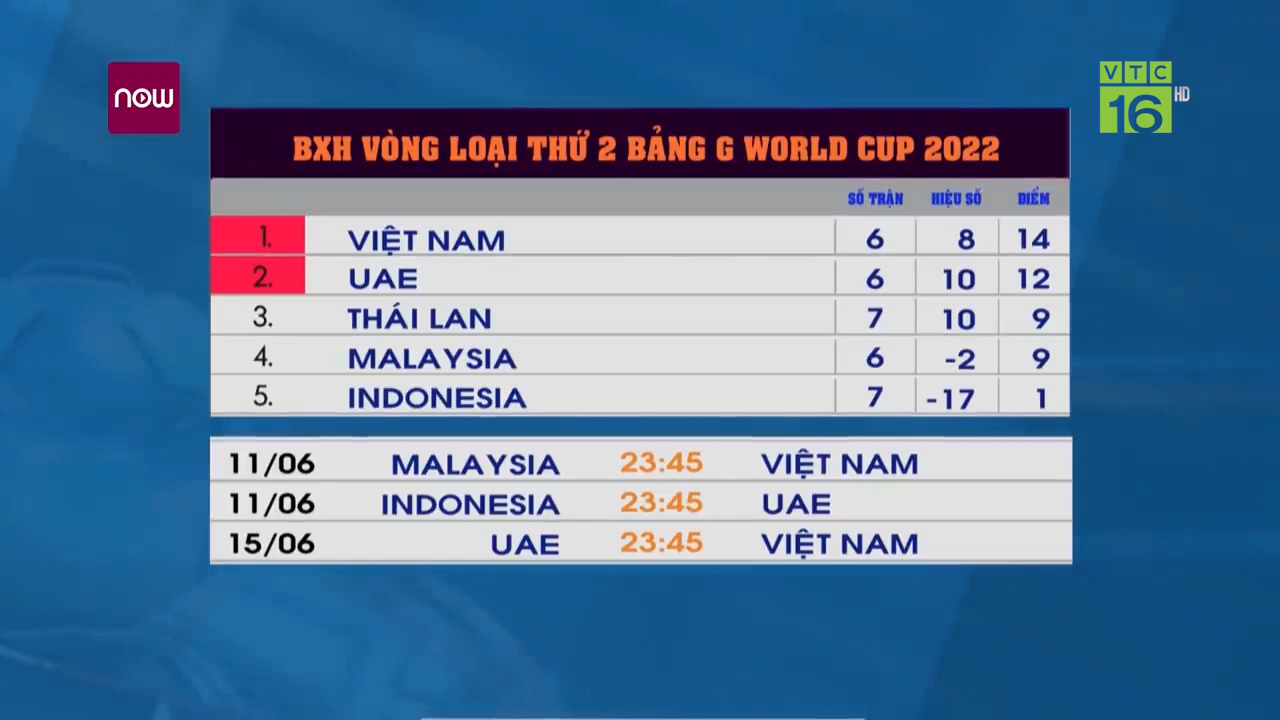 now
VTC
16 HD
BXH VÒNG LOẠI THỨ 2 BẢNG G WORLD CUP 2022
SỐ TRẬN HIỆU SỐ ĐIỂM
1. VIỆT NAM 6 8 14
2. UAE 6 10 12
3. THÁI LAN 7 10 9
4. MALAYSIA 6 -2 9
5. INDONESIA 7 -17 1
11/06 MALAYSIA 23:45 VIỆT NAM
11/06 INDONESIA 23:45 UAE
15/06 UAE 23:45 VIỆT NAM